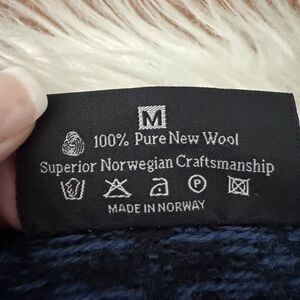 M
100% Pure New Wool
Superior Norwegian Craftsmanship
P
MADE IN NORWAY